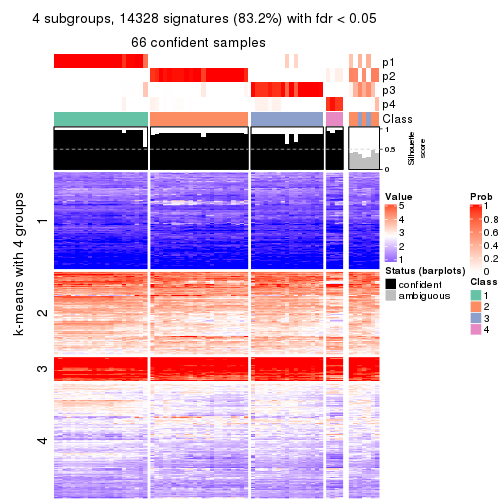 4 subgroups, 14328 signatures (83.2%) with fdr < 0.05
66 confident samples
p1
p2
p3
p4
Class
1
0.5
0
Silhouette
score
k-means with 4 groups
1
2
3
4
Value
5
4
3
2
1
Status (barplots)
confident
ambiguous
Prob
1
0.8
0.6
0.4
0.2
0
Class
1
2
3
4